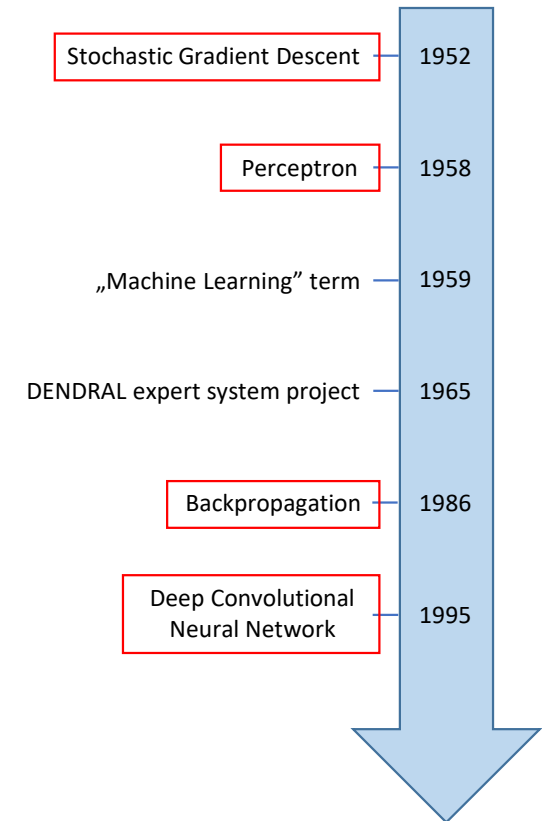 Stochastic Gradient Descent 1952
Perceptron 1958
„Machine Learning” term 1959
DENDRAL expert system project 1965
Backpropagation 1986
Deep Convolutional
Neural Network 1995